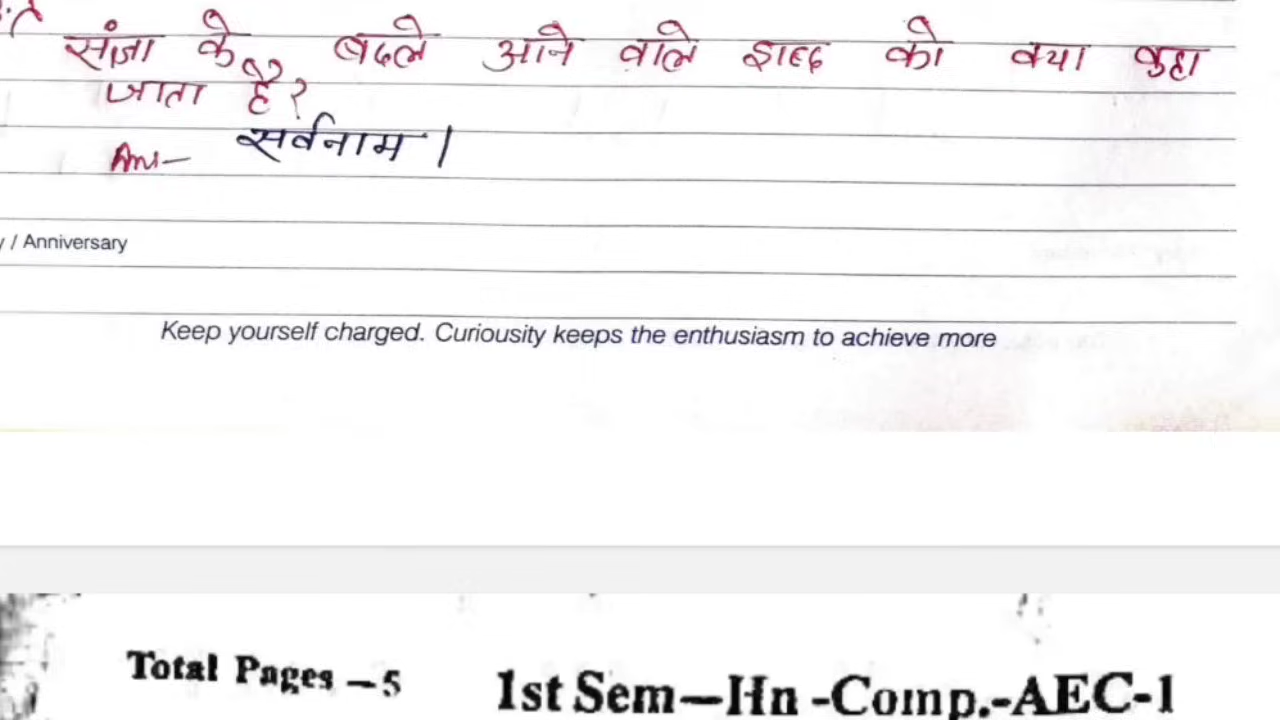 संज्ञा के बदले आने वाले शब्द को क्या कहा
जाता है?
Ans- सर्वनाम।
/ Anniversary
Keep yourself charged. Curiousity keeps the enthusiasm to achieve more
Total Pages –5 1st Sem–Hn -Comp.-AEC-1